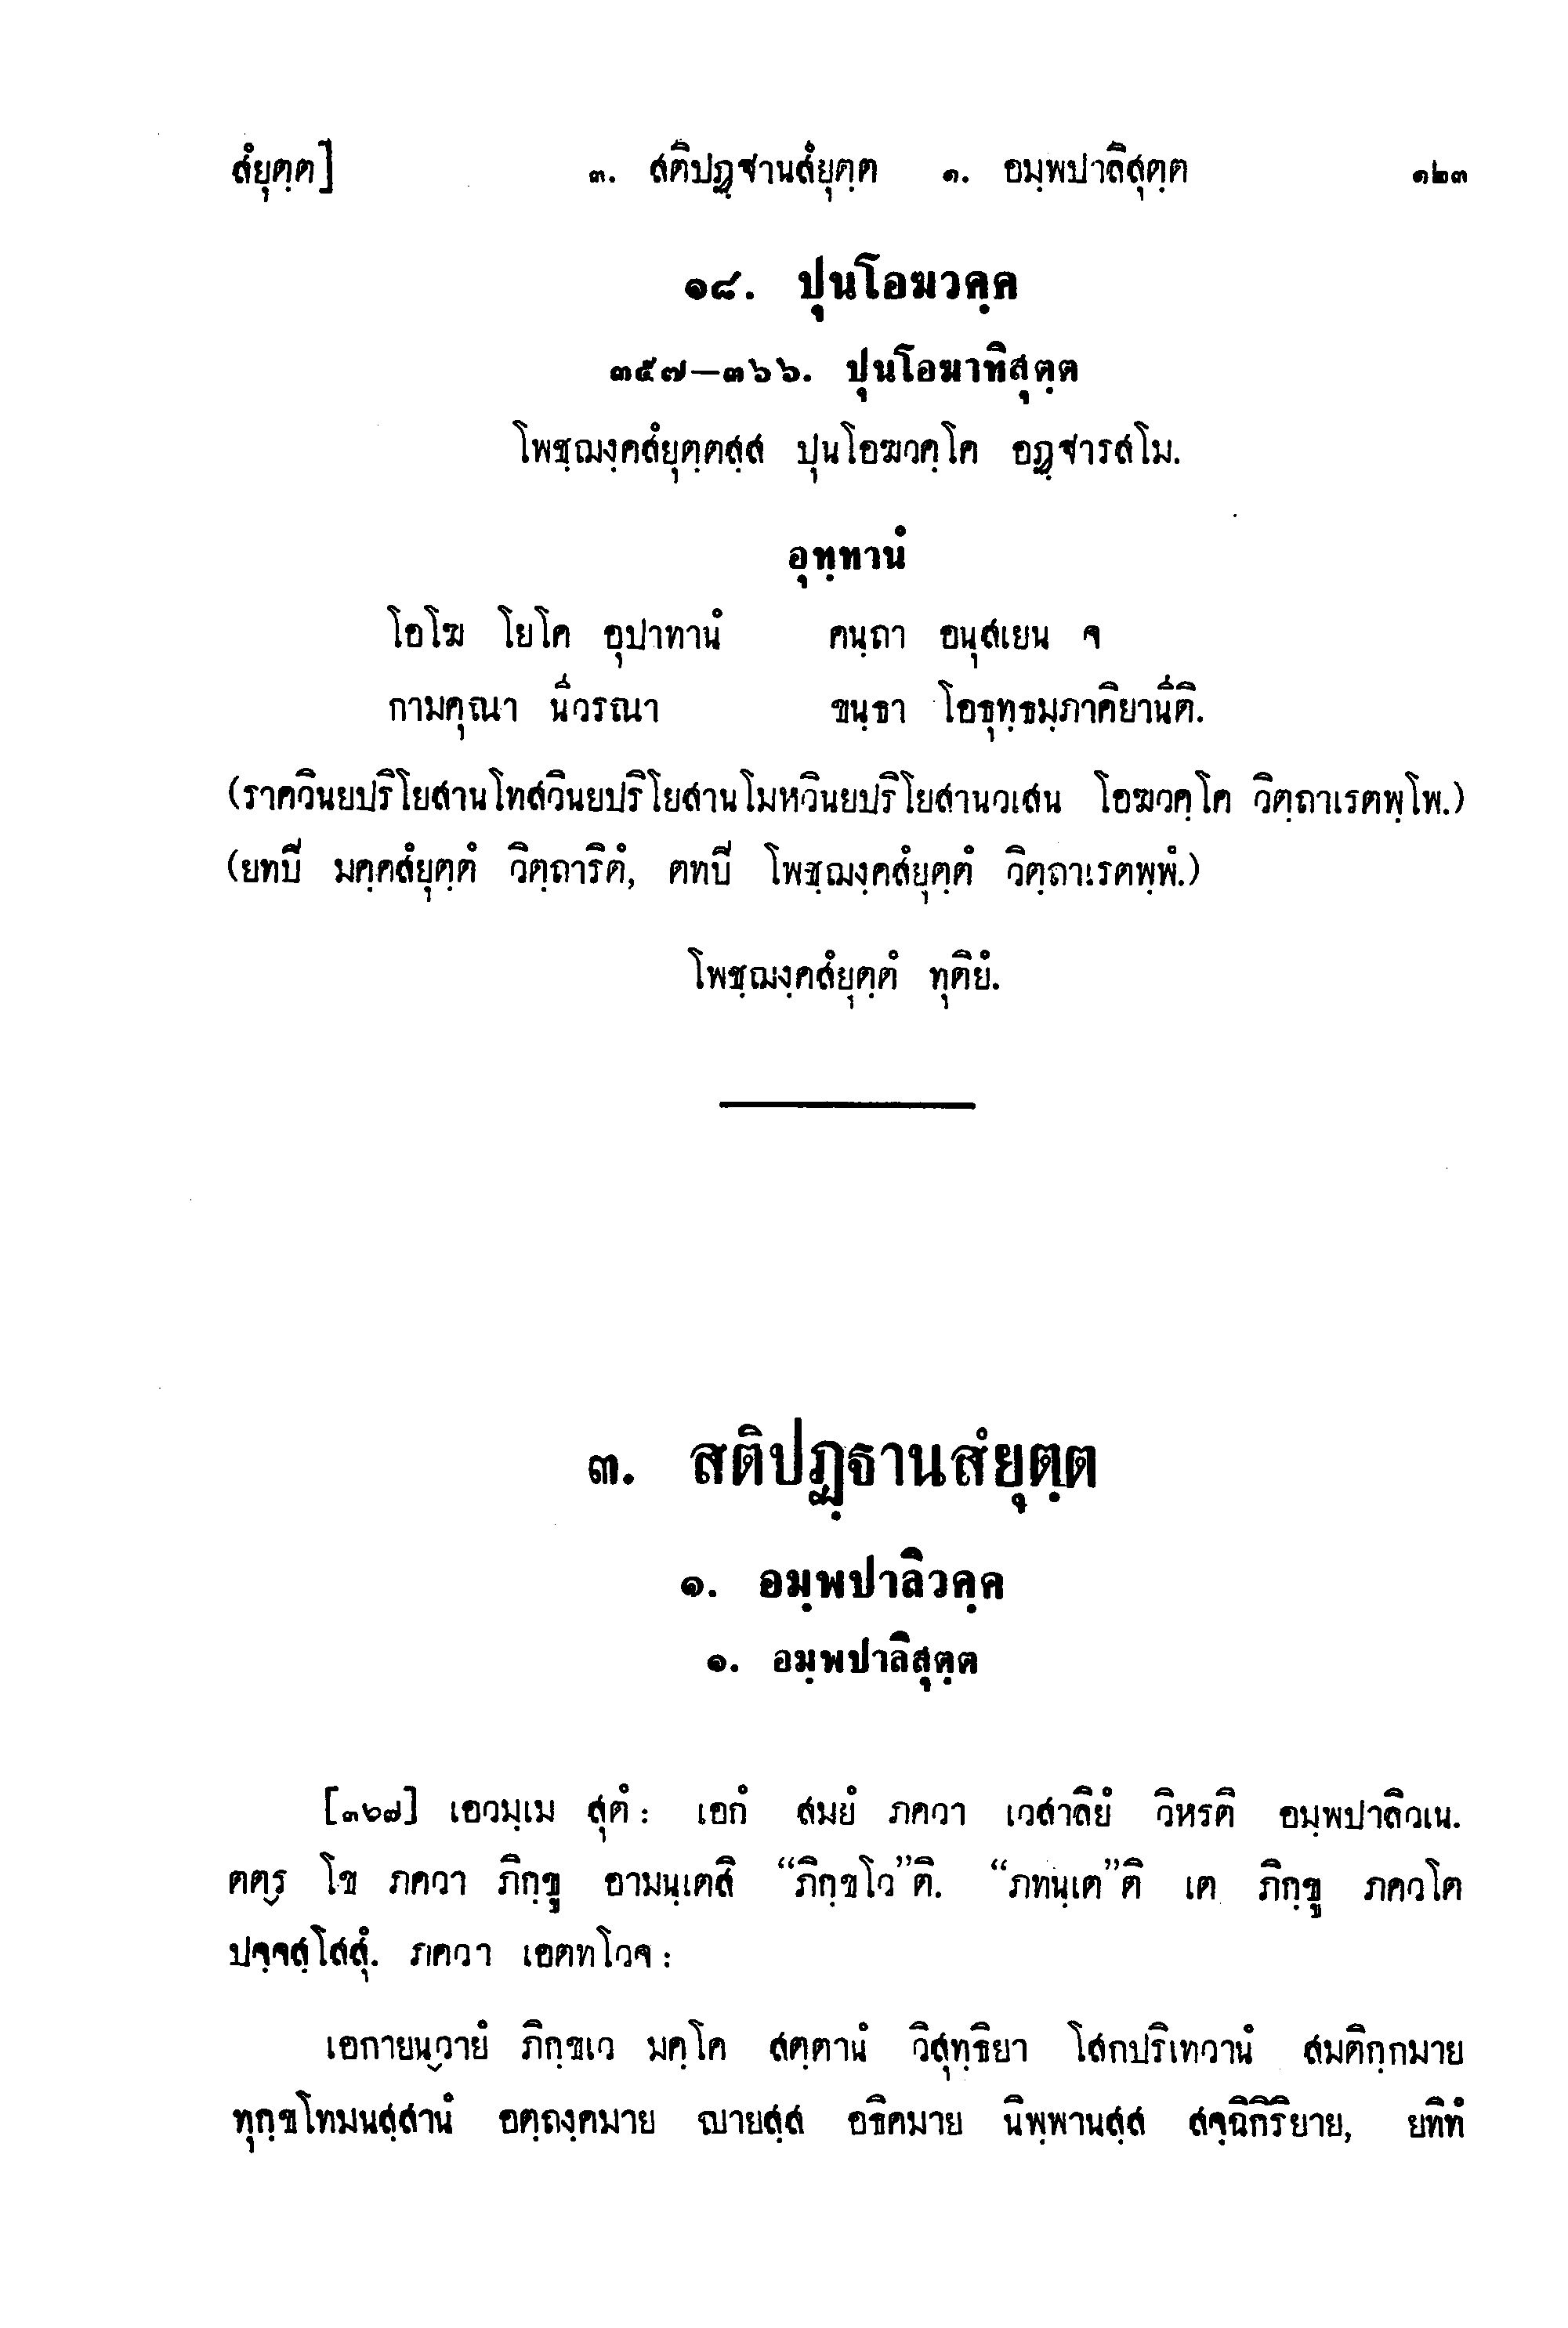 สํยุตฺต]	๓. สติปฏฺฐานสํยุตฺต ๑. อมฺพปาลิสุตฺต	๑๒๓
๑๘. ปุนโอฆวคฺค
๓๕๗–๓๖๖. ปุนโอฆาทิสุตฺต
โพชฺฌงฺคสํยุตฺตสฺส ปุนโอฆวคฺโค อฏฺฐารสโม.
อุทฺทานํ
โอโฆ โยโค อุปาทานํ คนฺถา อนุสเยน จ
กามคุณา นีวรณา ขนฺธา โอธุทฺธมฺภาคิยานีติ.
(ราควินยปริโยสานโทสวินยปริโยสานโมหวินยปริโยสานวเสน โอฆวคฺโค วิตฺถาเรตพฺโพ.)
(ยทปิ มคฺคสํยุตฺตํ วิตฺถาริตํ, ตทปิ โพชฺฌงฺคสํยุตฺตํ วิตฺถาเรตพฺพํ.)
โพชฺฌงฺคสํยุตฺตํ ทุติยํ.
๓. สติปฏฺฐานสํยุตฺต
๑. อมฺพปาลิวคฺค
๑. อมฺพปาลิสุตฺต
[๓๖๗] เอวมฺเม สุตํ: เอกํ สมยํ ภควา เวสาลิยํ วิหรติ อมฺพปาลิวเน.
ตตฺร โข ภควา ภิกฺขู อามนฺเตสิ “ภิกฺขโว”ติ. “ภทนฺเต”ติ เต ภิกฺขู ภควโต
ปจฺจสฺโสสุํ. ภควา เอตทโวจ:
เอกายนฺวายํ ภิกฺขเว มคฺโค สตฺตานํ วิสุทฺธิยา โสกปริเทวานํ สมติกฺกมาย
ทุกฺขโทมนสฺสานํ อตฺถงฺคมาย ญายสฺส อธิคมาย นิพฺพานสฺส สจฺฉิกิริยาย, ยทิทํ